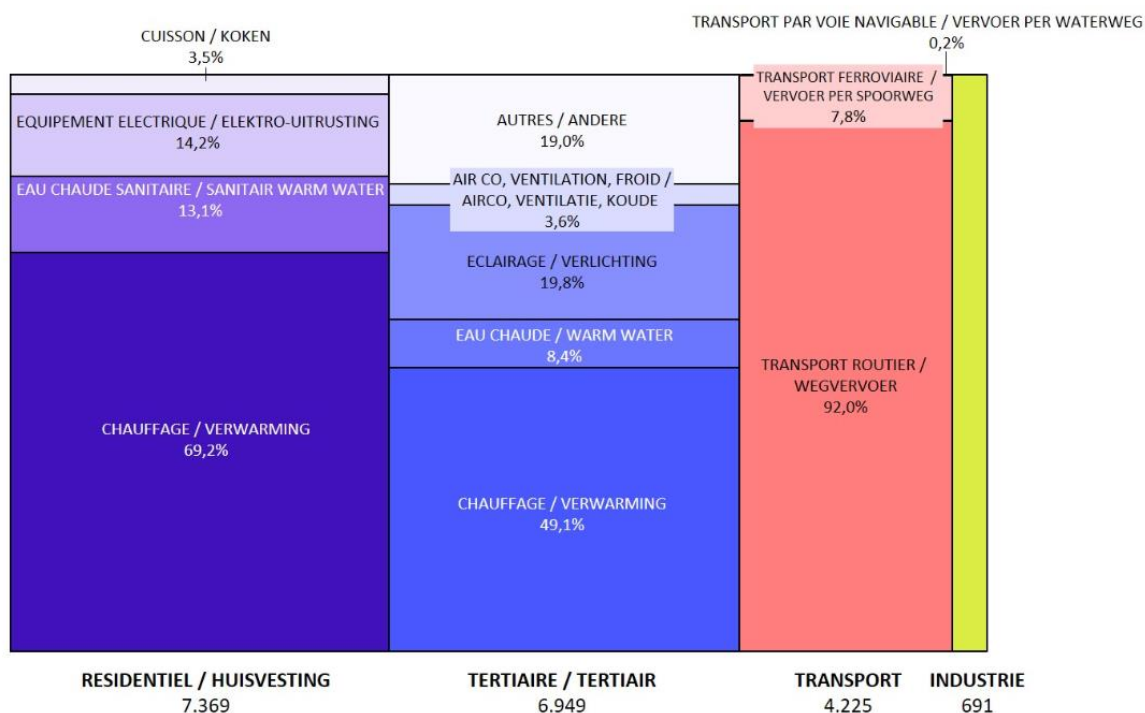 TRANSPORT PAR VOIE NAVIGABLE / VERVOER PER WATERWEG
0,2%
CUISSON / KOKEN
3,5%
EQUIPEMENT ELECTRIQUE / ELEKTRO-UITRUSTING
14,2%
EAU CHAUDE SANITAIRE / SANITAIR WARM WATER
13,1%
CHAUFFAGE / VERWARMING
69,2%
AUTRES / ANDERE
19,0%
AIR CO, VENTILATION, FROID /
AIRCO, VENTILATIE, KOUDE
3,6%
ECLAIRAGE / VERLICHTING
19,8%
EAU CHAUDE / WARM WATER
8,4%
CHAUFFAGE / VERWARMING
49,1%
TRANSPORT FERROVIAIRE /
VERVOER PER SPOORWEG
7,8%
TRANSPORT ROUTIER /
WEGVERVOER
92,0%
RESIDENTIEL / HUISVESTING
7.369
TERTIAIRE / TERTIAIR
6.949
TRANSPORT
4.225
INDUSTRIE
691